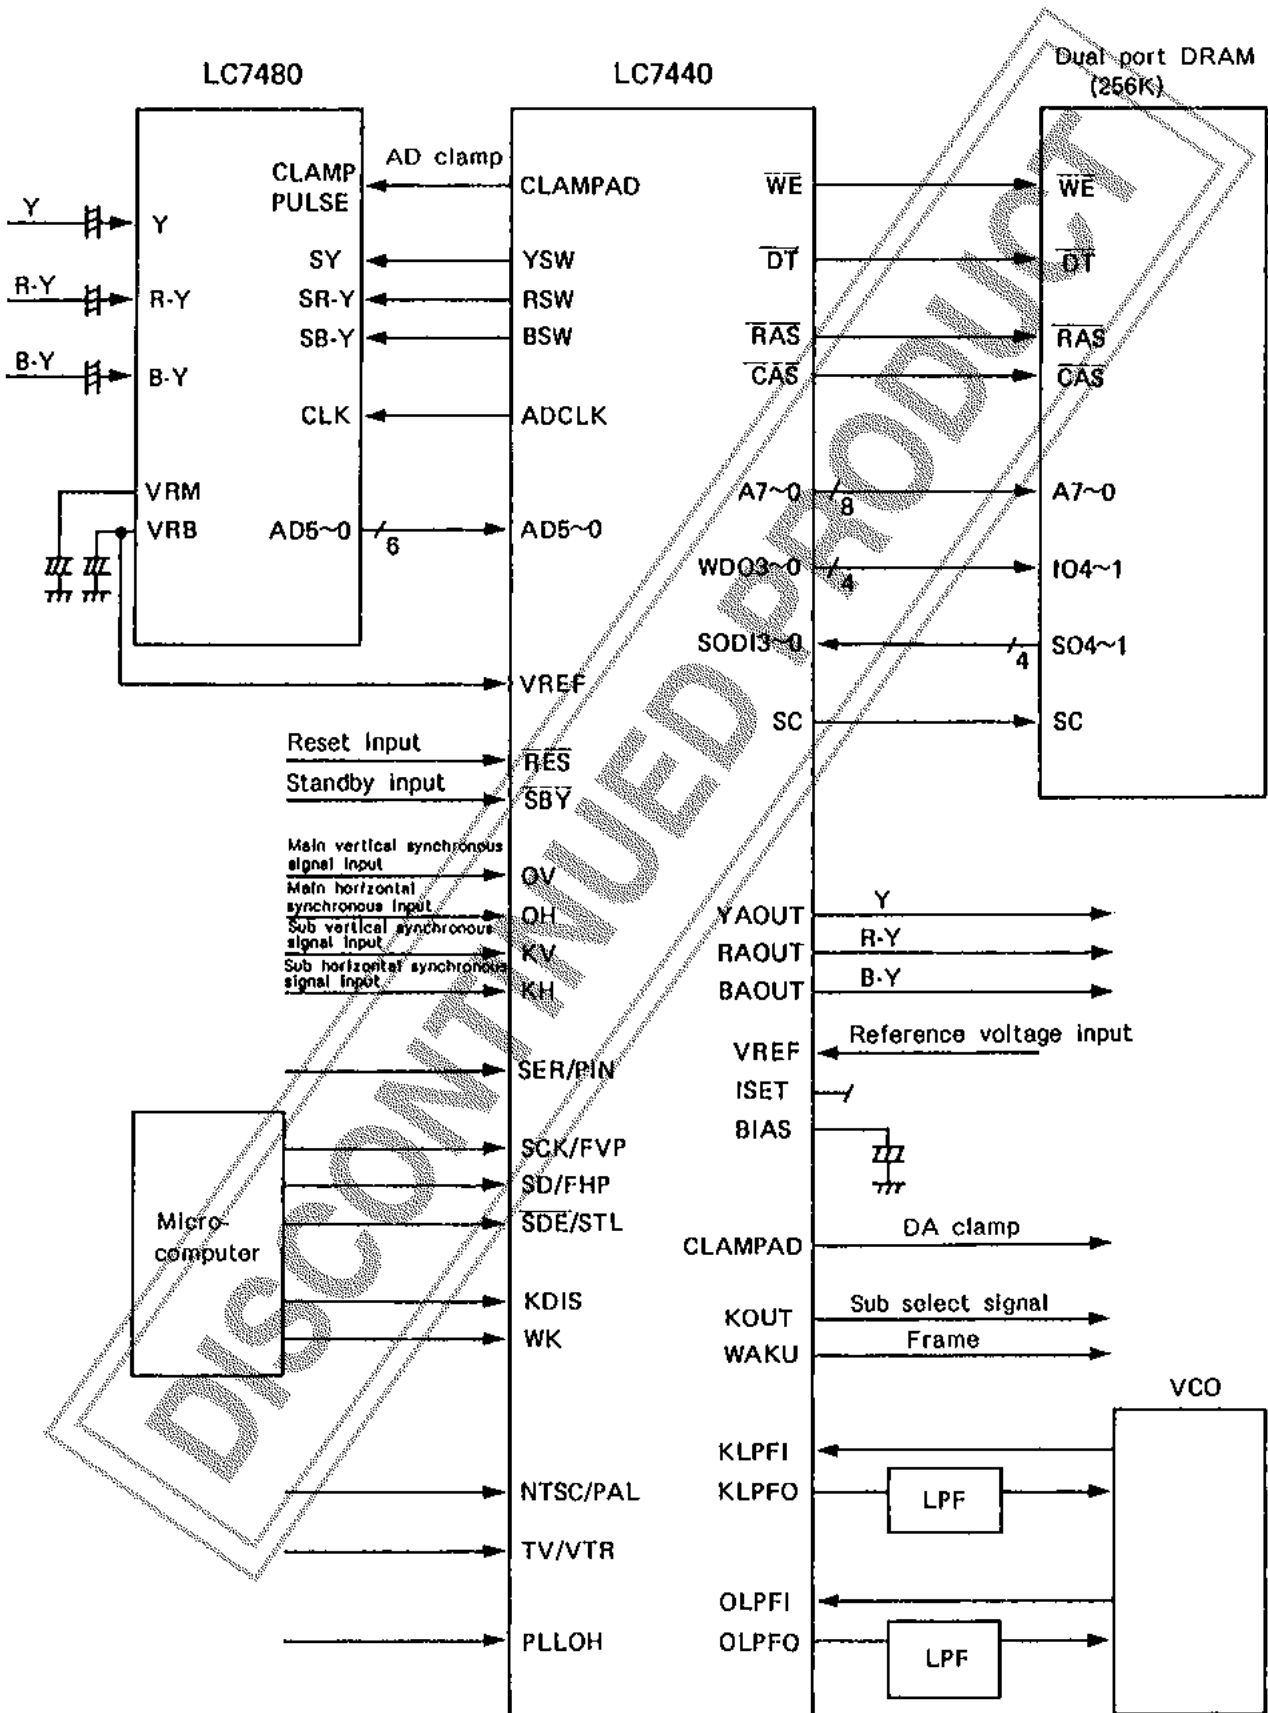 LC7480
LC7440
Dual port DRAM
(256K)
CLAMP
PULSE
AD clamp
CLAMPAD
WE
WE
Y
Y
SY
YSW
DT
DT
R-Y
R-Y
SR-Y
RSW
SB-Y
BSW
RAS
RAS
B-Y
B-Y
CAS
CAS
CLK
ADCLK
VRM
A7~0
8
A7~0
VRB
AD5~0
6
AD5~0
WDO3~0
4
IO4~1
SODI3~0
4
SO4~1
VREF
SC
SC
Reset Input
RES
Standby input
SBY
Main vertical synchronous
signal input
OV
Main horizontal
synchronous input
OH
Sub vertical synchronous
signal input
KV
Sub horizontal synchronous
signal input
KH
YAOUT
Y
RAOUT
R-Y
BAOUT
B-Y
VREF
Reference voltage input
SER/PIN
ISET
BIAS
Micro-
computer
SCK/FVP
SD/FHP
SDE/STL
CLAMPAD
DA clamp
KDIS
KOUT
Sub select signal
WK
WAKU
Frame
VCO
KLPFI
NTSC/PAL
KLPFO
LPF
TV/VTR
OLPFI
PLLOH
OLPFO
LPF
DISCONTINUED PRODUCT